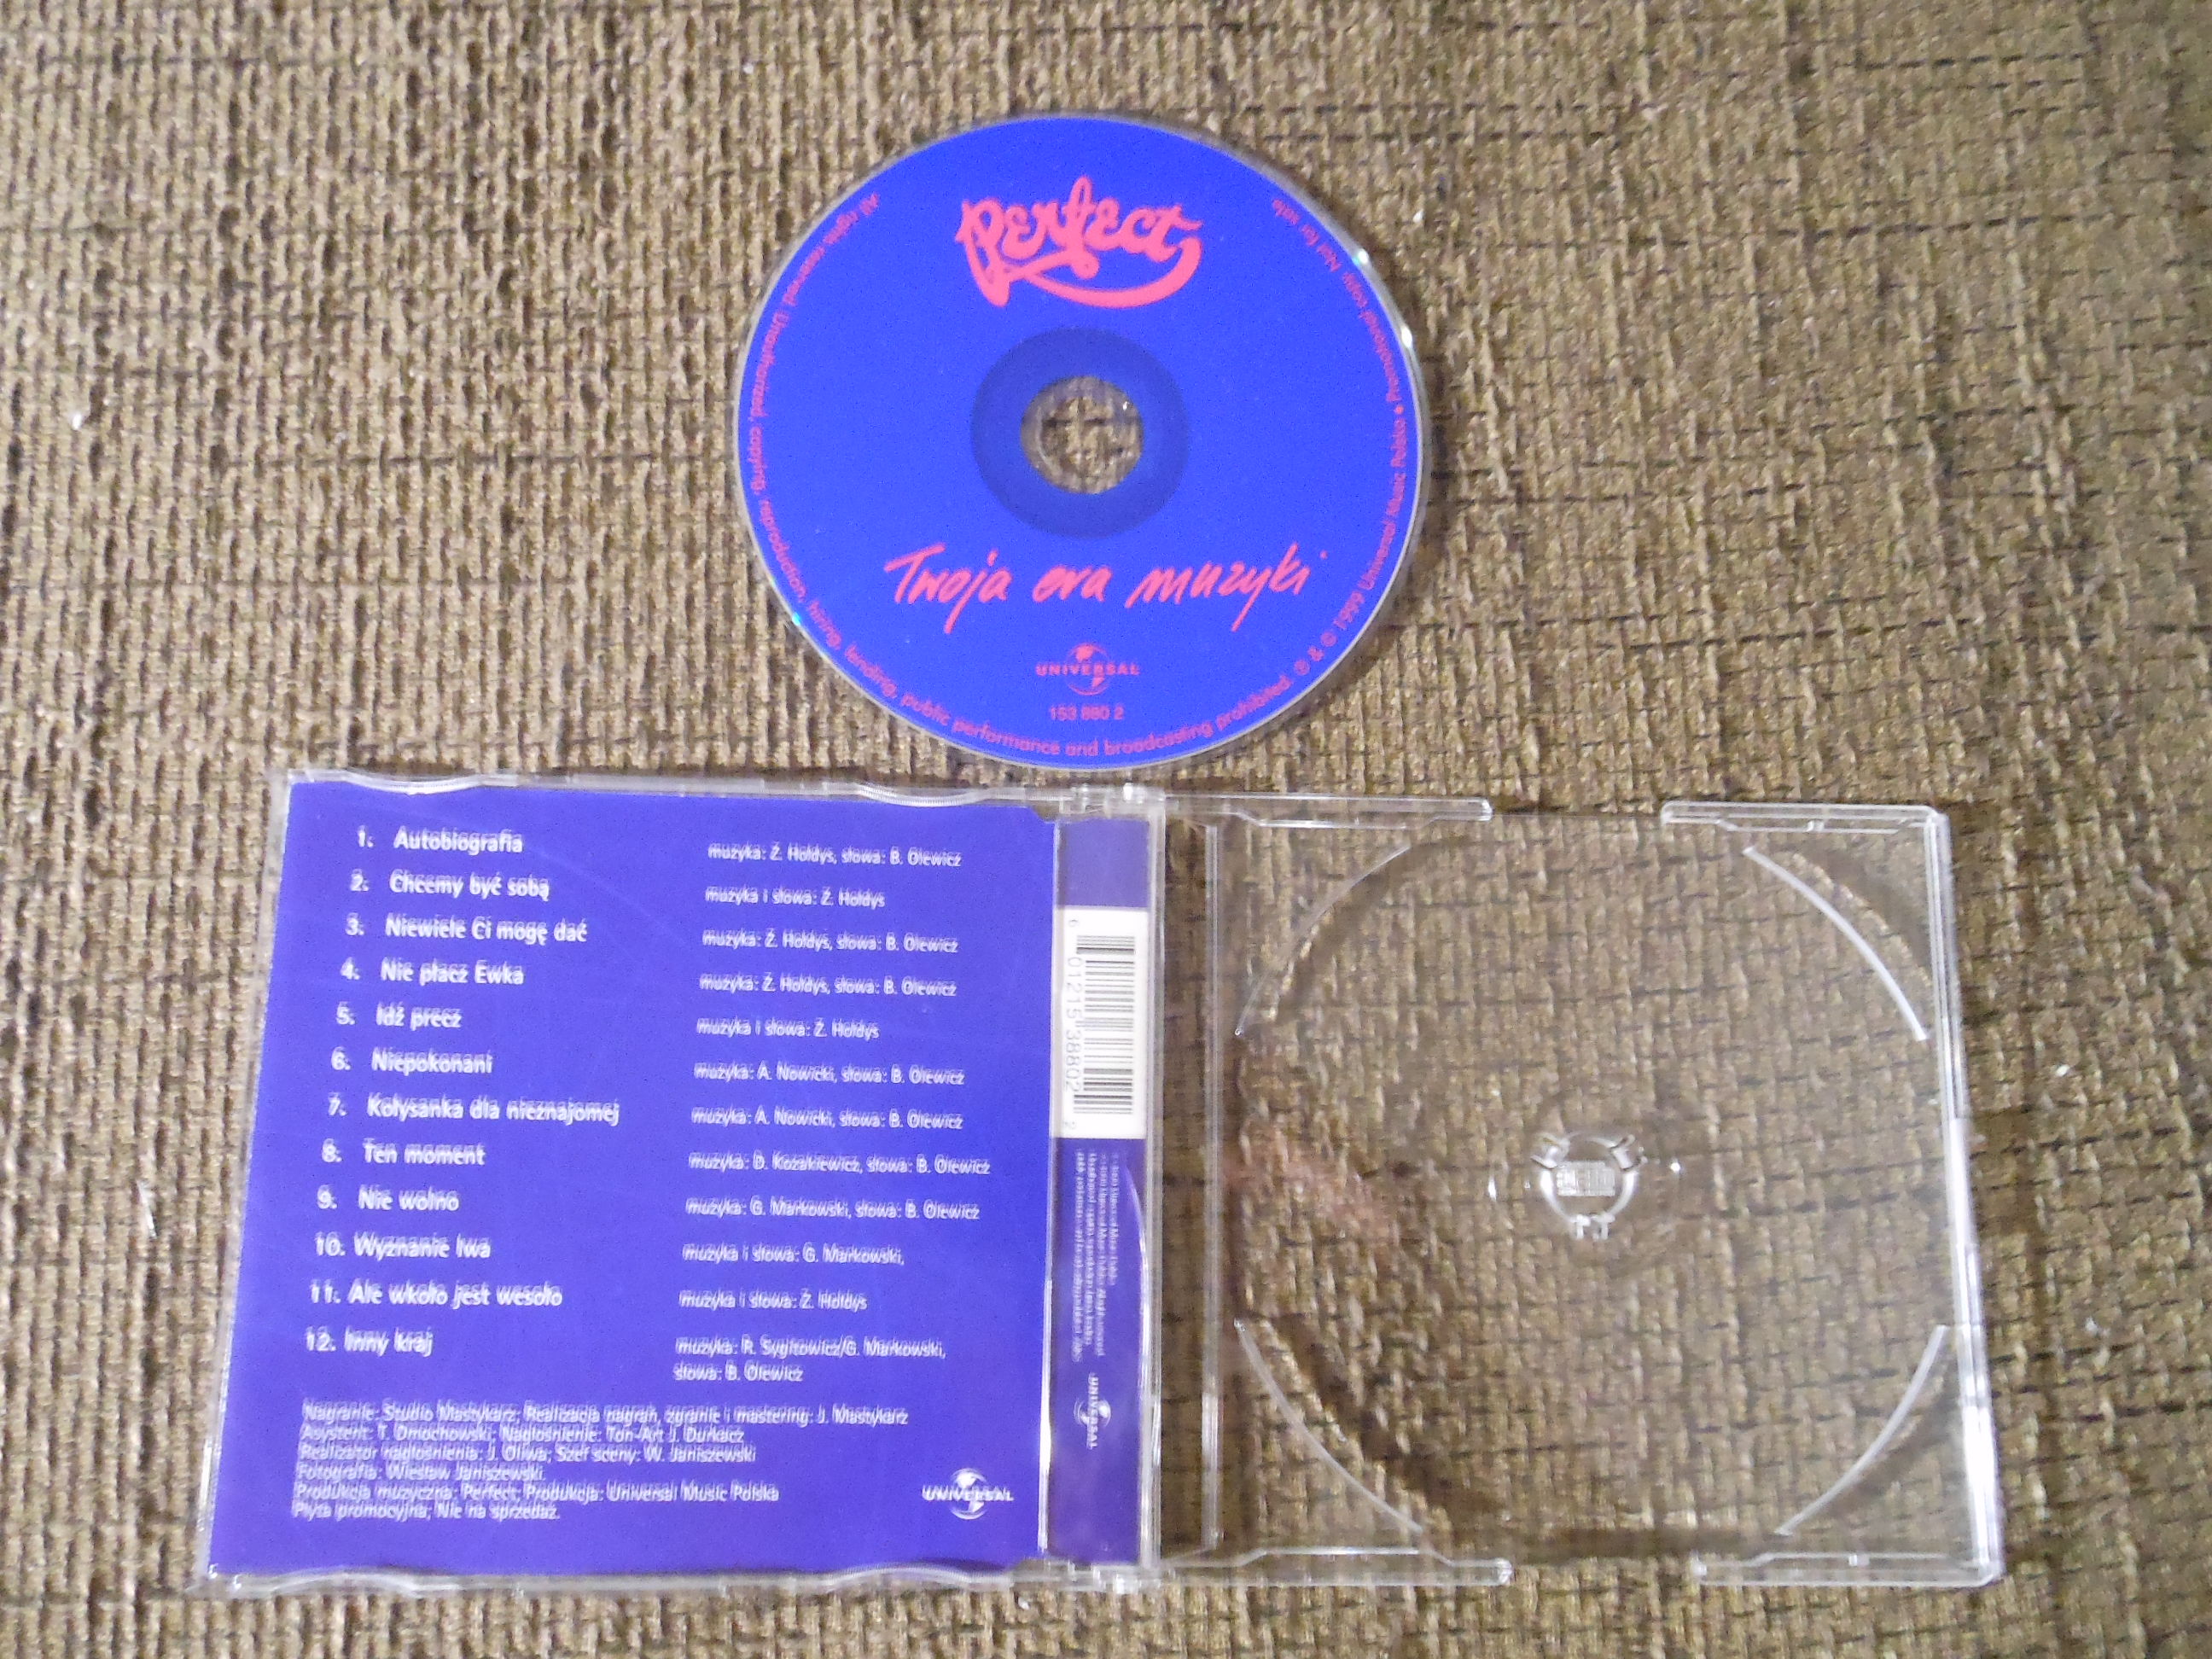 Perfect
Twoja era muzyki
UNIVERSAL
153 880 2
All rights reserved. Unauthorized, copying, reproduction, hiring, lending, public performance and broadcasting prohibited. ℗ & © 1999 Universal Music Polska • Promotional copy. Not for sale.
1. Autobiografia muzyka: Z. Hołdys, słowa: B. Olewicz
2. Chcemy być sobą muzyka i słowa: Z. Hołdys
3. Niewiele Ci mogę dać muzyka: Z. Hołdys, słowa: B. Olewicz
4. Nie płacz Ewka muzyka: Z. Hołdys, słowa: B. Olewicz
5. Idź precz muzyka i słowa: Z. Hołdys
6. Niepokonani muzyka: A. Nowicki, słowa: B. Olewicz
7. Kołysanka dla nieznajomej muzyka: A. Nowicki, słowa: B. Olewicz
8. Ten moment muzyka: D. Kozakiewicz, słowa: B. Olewicz
9. Nie wolno muzyka: G. Markowski, słowa: B. Olewicz
10. Wyznanie lwa muzyka i słowa: G. Markowski,
11. Ale wkoło jest wesoło muzyka i słowa: Z. Hołdys
12. Inny kraj muzyka: R. Sygitowicz/G. Markowski,
słowa: B. Olewicz
Nagranie: Studio Mastykarz; Realizacja nagrań, zgranie i mastering: J. Mastykarz
Asystent: T. Dmochowski; Nagłośnienie: Ton-Art J. Durkacz
Realizator nagłośnienia: J. Oliwa; Szef sceny: W. Janiszewski
Fotografia: Wiesław Janiszewski.
Produkcja muzyczna: Perfect; Produkcja: Universal Music Polska
Płyta promocyjna; Nie na sprzedaż.
UNIVERSAL
6 01215 38802 2
UNIVERSAL